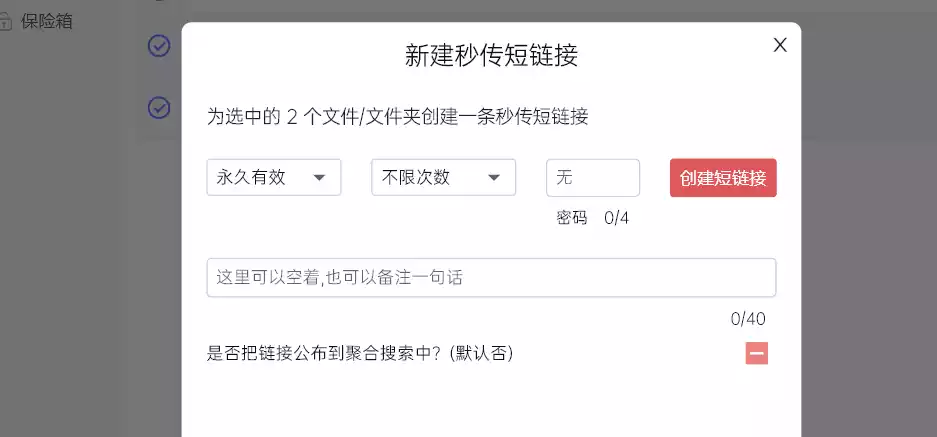 保险箱
新建秒传短链接
为选中的 2 个文件/文件夹创建一条秒传短链接
永久有效 不限次数 无 创建短链接
密码 0/4
这里可以空着,也可以备注一句话
0/40
是否把链接公布到聚合搜索中? (默认否)